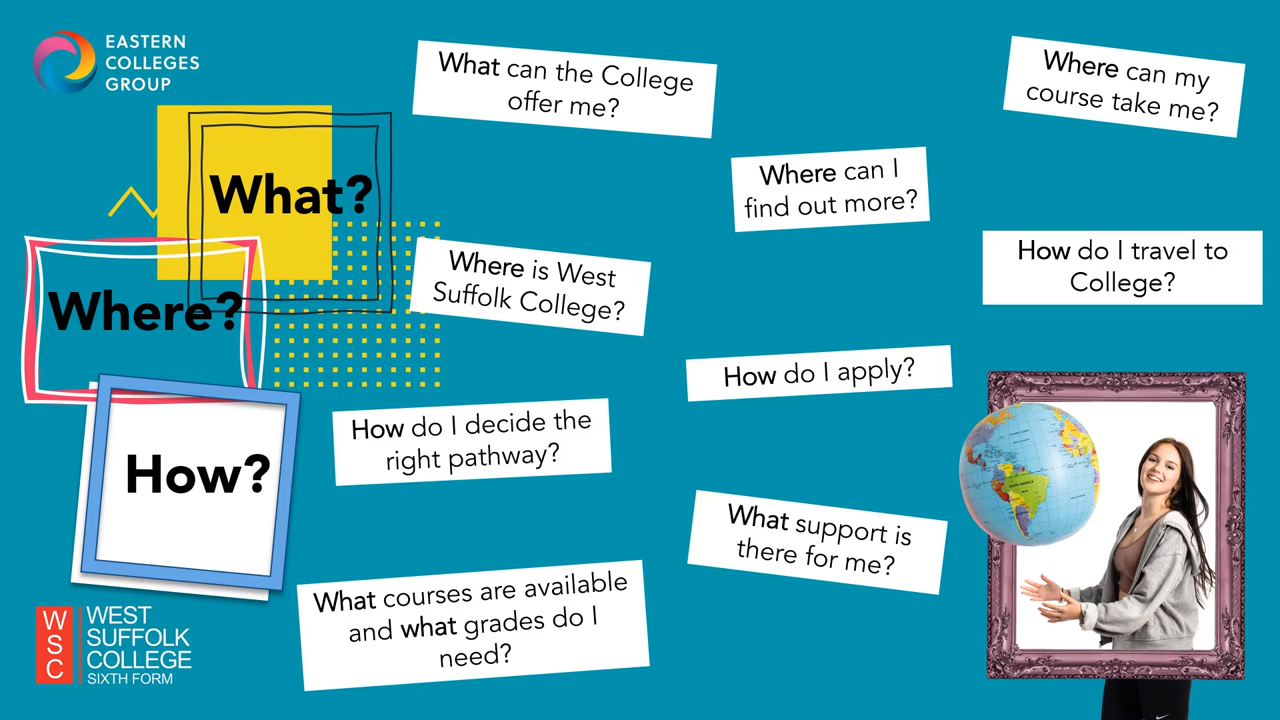 EASTERN
COLLEGES
GROUP
What?
Where?
How?
What can the College
offer me?
Where can my
course take me?
Where can I
find out more?
Where is West
Suffolk College?
How do I travel to
College?
How do I apply?
How do I decide the
right pathway?
What support is
there for me?
What courses are available
and what grades do I
need?
WSC
WEST
SUFFOLK
COLLEGE
SIXTH FORM
SOUTH AMERICA